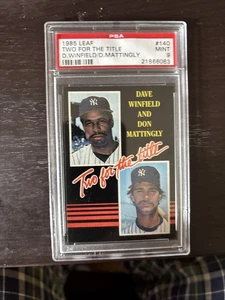 PSA
1985 LEAF #140
TWO FOR THE TITLE MINT
D.WINFIELD/D.MATTINGLY 9
21866063
DAVE
WINFIELD
AND
DON
MATTINGLY
Two for the title